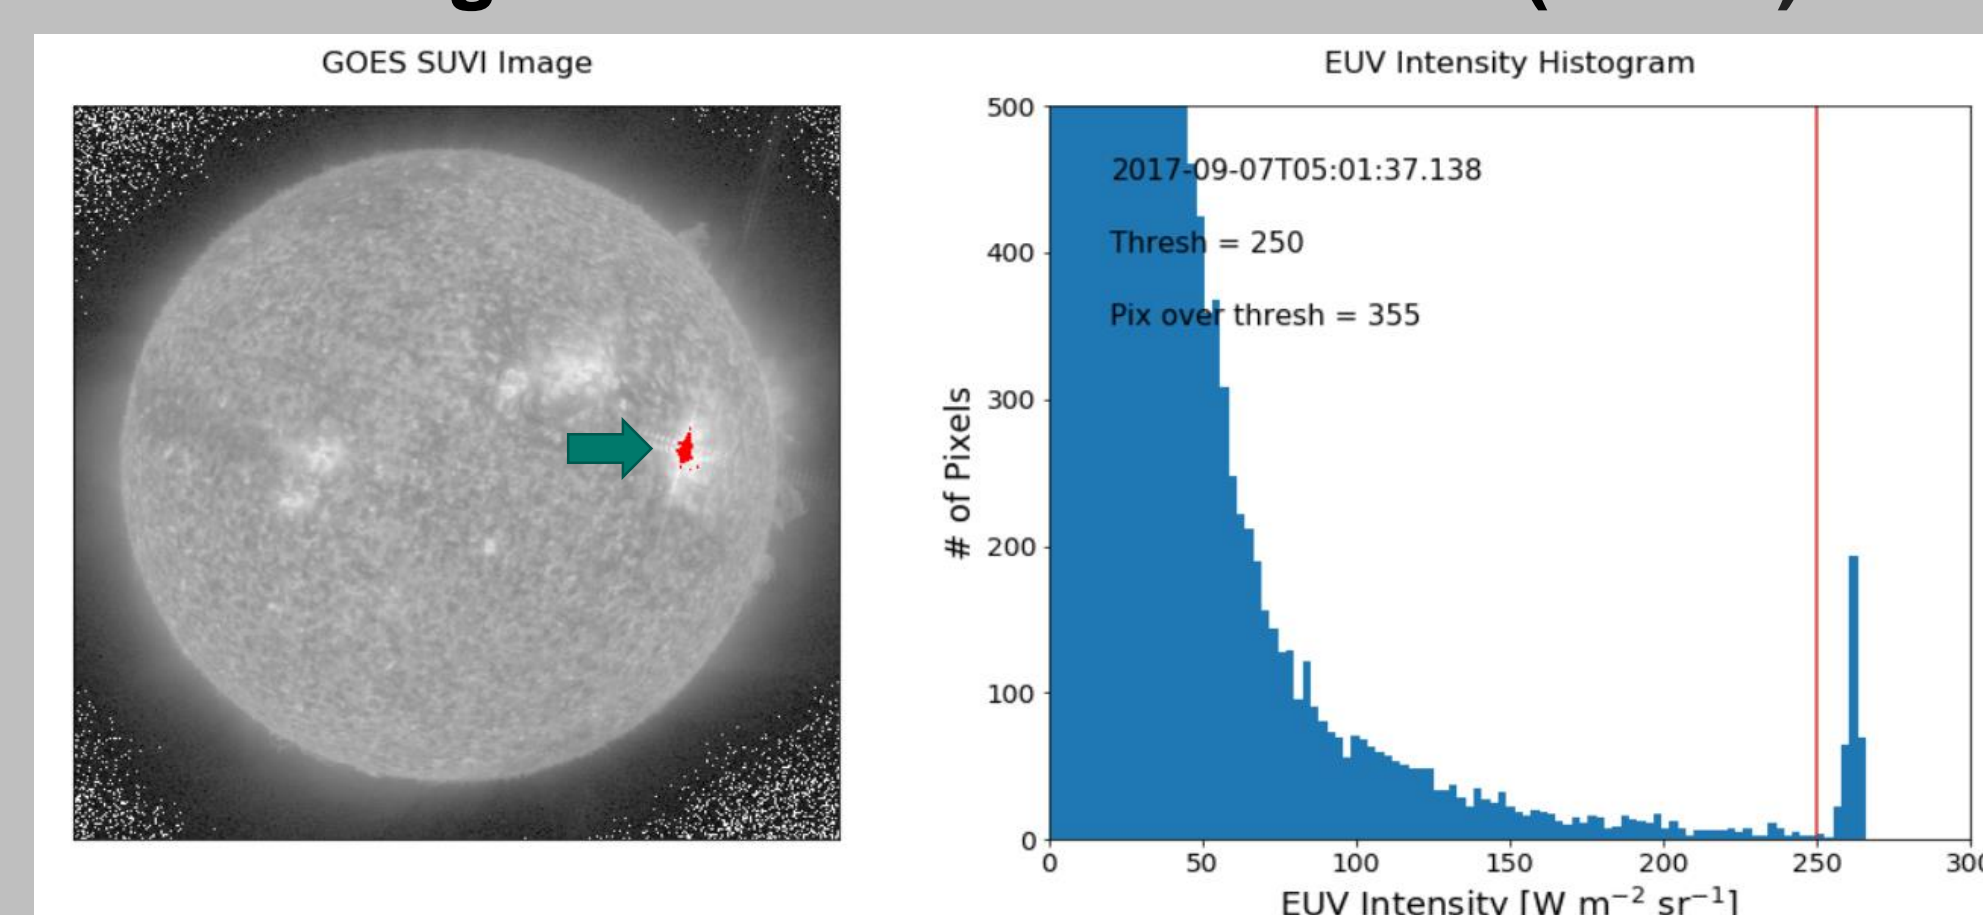 GOES SUVI Image
EUV Intensity Histogram
500
400
300
200
100
0
# of Pixels
2017-09-07T05:01:37.138
Thresh = 250
Pix over thresh = 355
0 50 100 150 200 250
EUV Intensity [W m⁻² sr⁻¹]